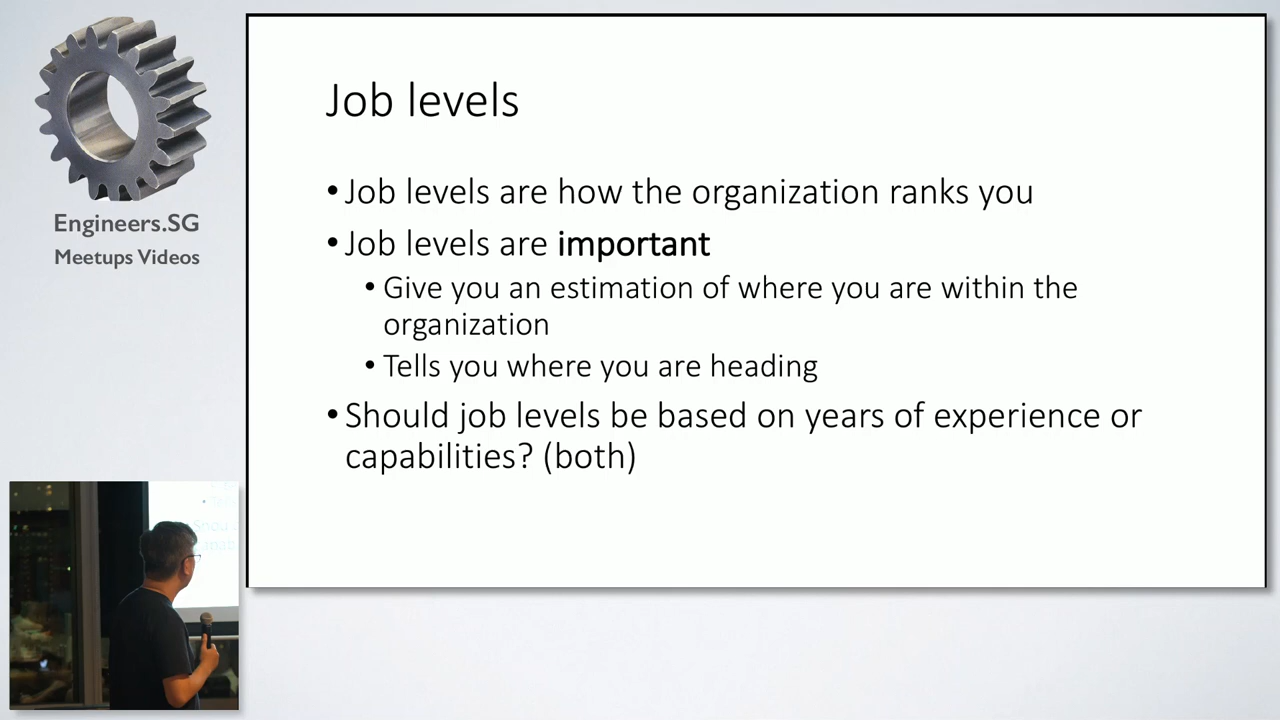 Engineers.SG
Meetups Videos
Job levels
•Job levels are how the organization ranks you
•Job levels are important
•Give you an estimation of where you are within the
organization
•Tells you where you are heading
•Should job levels be based on years of experience or
capabilities? (both)